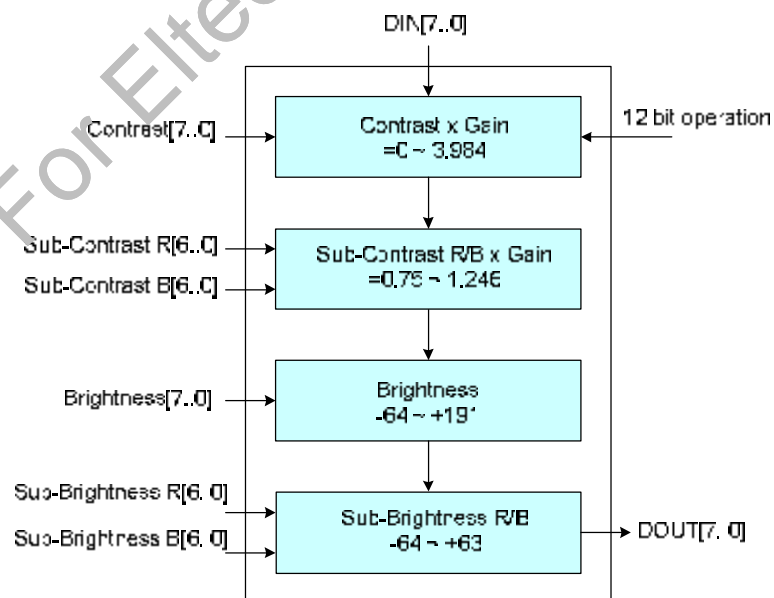 DIN[7..0]
For Eltec
Contrast[7..0]
Contrast x Gain
=0 ~ 3.984
12 bit operation
Sub-Contrast R[6..0]
Sub-Contrast B[6..0]
Sub-Contrast R/B x Gain
=0.75 ~ 1.246
Brightness[7..0]
Brightness
-64 ~ +191
Sub-Brightness R[6..0]
Sub-Brightness B[6..0]
Sub-Brightness R/B
-64 ~ +63
DOUT[7..0]